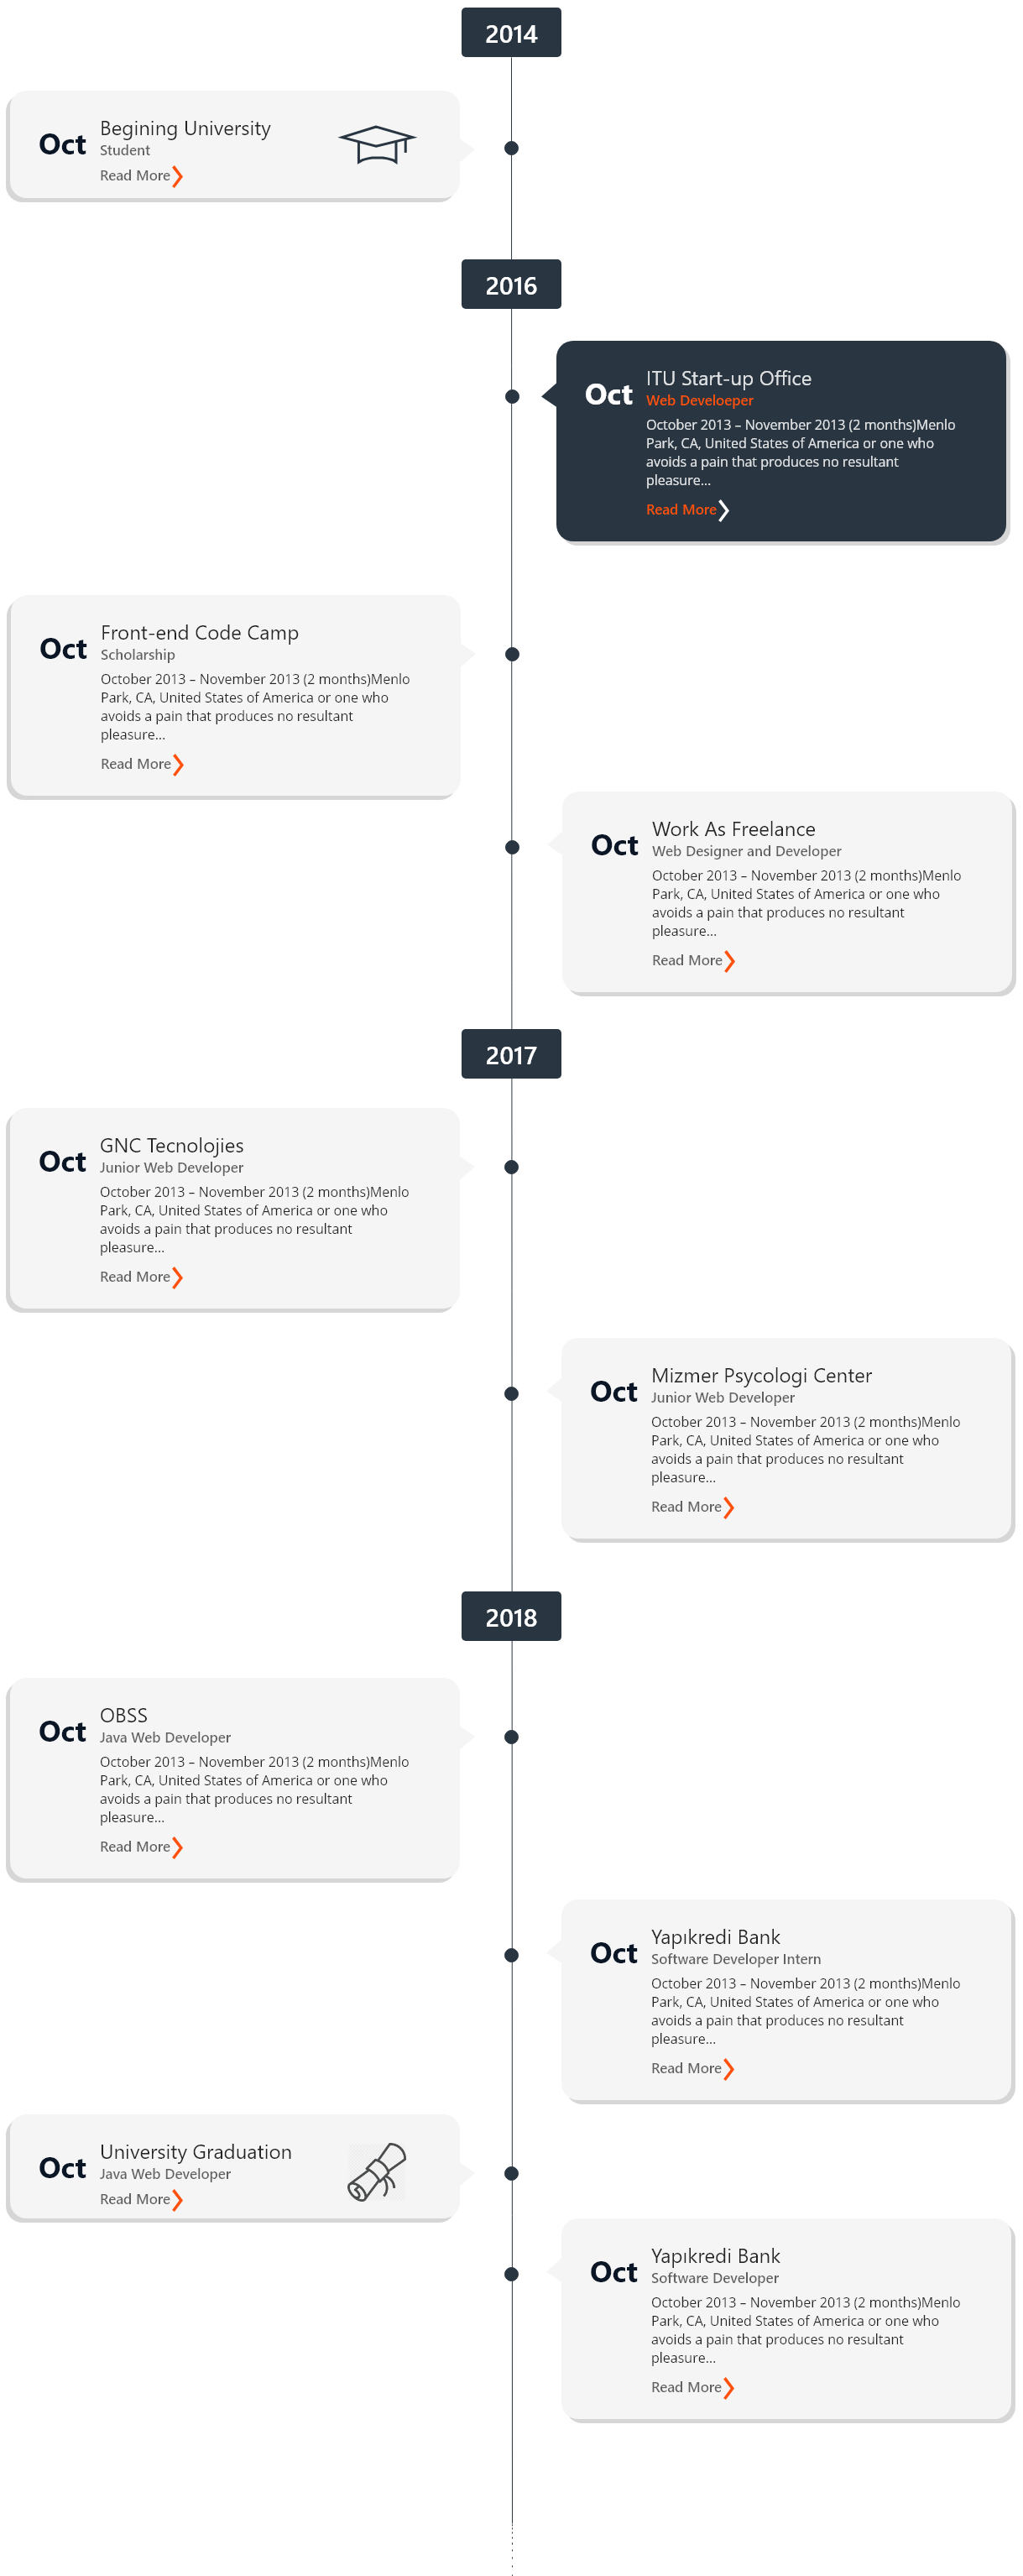 2014
Oct
Begining University
Student
Read More
2016
Oct
ITU Start-up Office
Web Develoeper
October 2013 – November 2013 (2 months)Menlo
Park, CA, United States of America or one who
avoids a pain that produces no resultant
pleasure...
Read More
Oct
Front-end Code Camp
Scholarship
October 2013 – November 2013 (2 months)Menlo
Park, CA, United States of America or one who
avoids a pain that produces no resultant
pleasure...
Read More
Oct
Work As Freelance
Web Designer and Developer
October 2013 – November 2013 (2 months)Menlo
Park, CA, United States of America or one who
avoids a pain that produces no resultant
pleasure...
Read More
2017
Oct
GNC Tecnolojies
Junior Web Developer
October 2013 – November 2013 (2 months)Menlo
Park, CA, United States of America or one who
avoids a pain that produces no resultant
pleasure...
Read More
Oct
Mizmer Psycologi Center
Junior Web Developer
October 2013 – November 2013 (2 months)Menlo
Park, CA, United States of America or one who
avoids a pain that produces no resultant
pleasure...
Read More
2018
Oct
OBSS
Java Web Developer
October 2013 – November 2013 (2 months)Menlo
Park, CA, United States of America or one who
avoids a pain that produces no resultant
pleasure...
Read More
Oct
Yapıkredi Bank
Software Developer Intern
October 2013 – November 2013 (2 months)Menlo
Park, CA, United States of America or one who
avoids a pain that produces no resultant
pleasure...
Read More
Oct
University Graduation
Java Web Developer
Read More
Oct
Yapıkredi Bank
Software Developer
October 2013 – November 2013 (2 months)Menlo
Park, CA, United States of America or one who
avoids a pain that produces no resultant
pleasure...
Read More